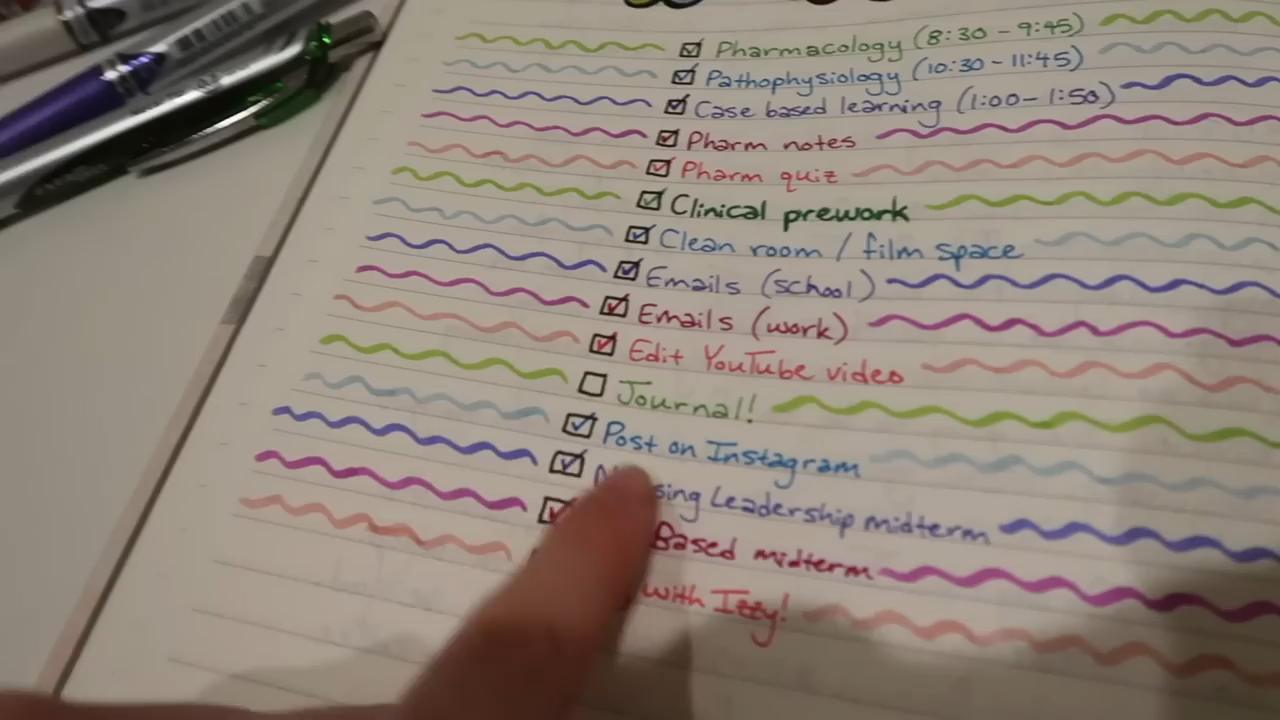 Pharmacology (8:30 - 9:45)
Pathophysiology (10:30 - 11:45)
Case based learning (1:00 - 1:50)
Pharm notes
Pharm quiz
Clinical prework
Clean room / film space
Emails (school)
Emails (work)
Edit YouTube video
Journal!
Post on Instagram
Leadership midterm
Based midterm
with Izzy!